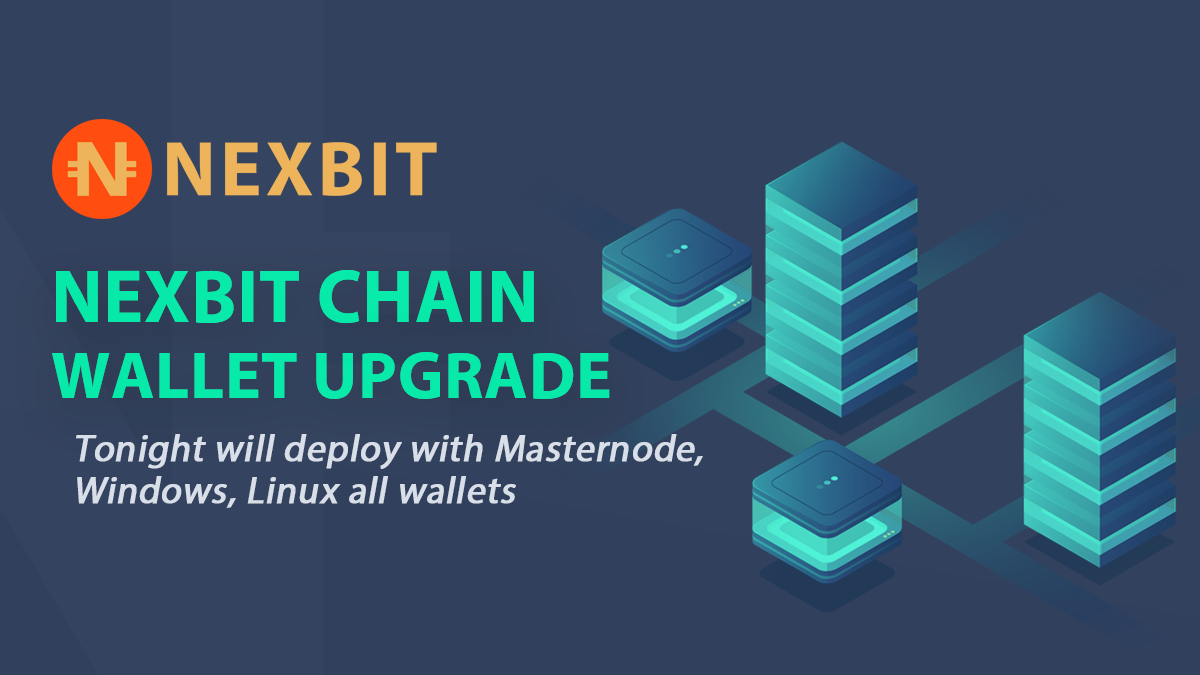 N NEXBIT
NEXBIT CHAIN
WALLET UPGRADE
Tonight will deploy with Masternode,
Windows, Linux all wallets